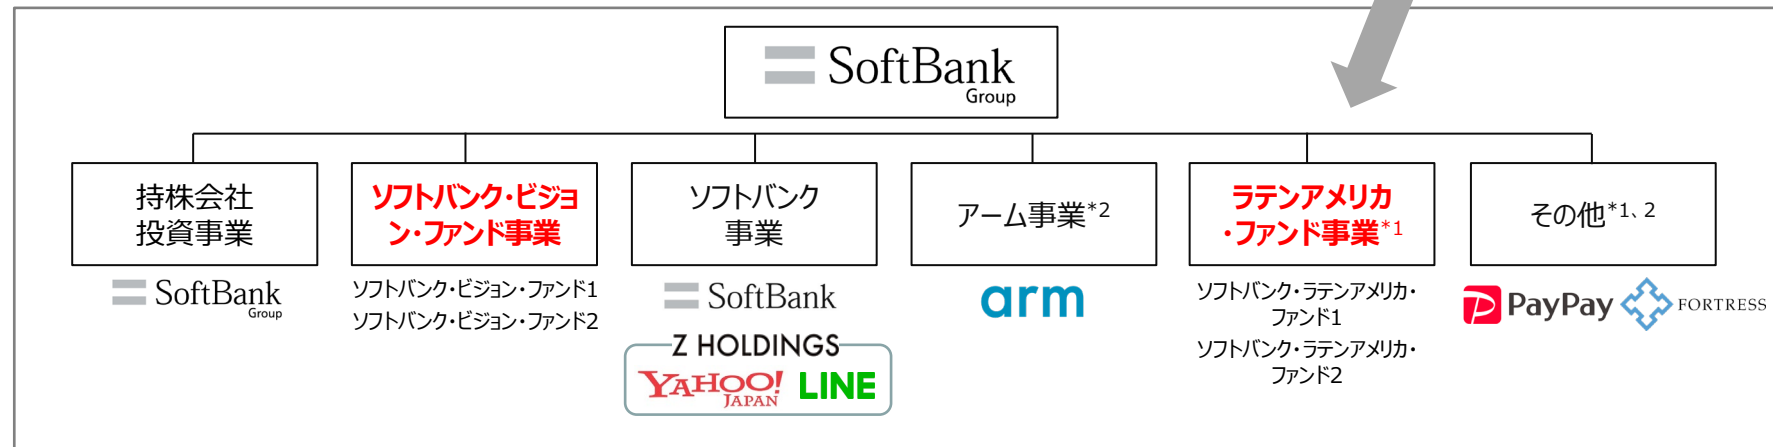 SoftBank
Group
持株会社
投資事業
ソフトバンク・ビジョ
ン・ファンド事業
ソフトバンク
事業
アーム事業*2
ラテンアメリカ
・ファンド事業*1
その他*1、2
SoftBank
Group
ソフトバンク・ビジョン・ファンド1
ソフトバンク・ビジョン・ファンド2
SoftBank
Z HOLDINGS
YAHOO!
JAPAN
LINE
arm
ソフトバンク・ラテンアメリカ・
ファンド1
ソフトバンク・ラテンアメリカ・
ファンド2
P PayPay
FORTRESS